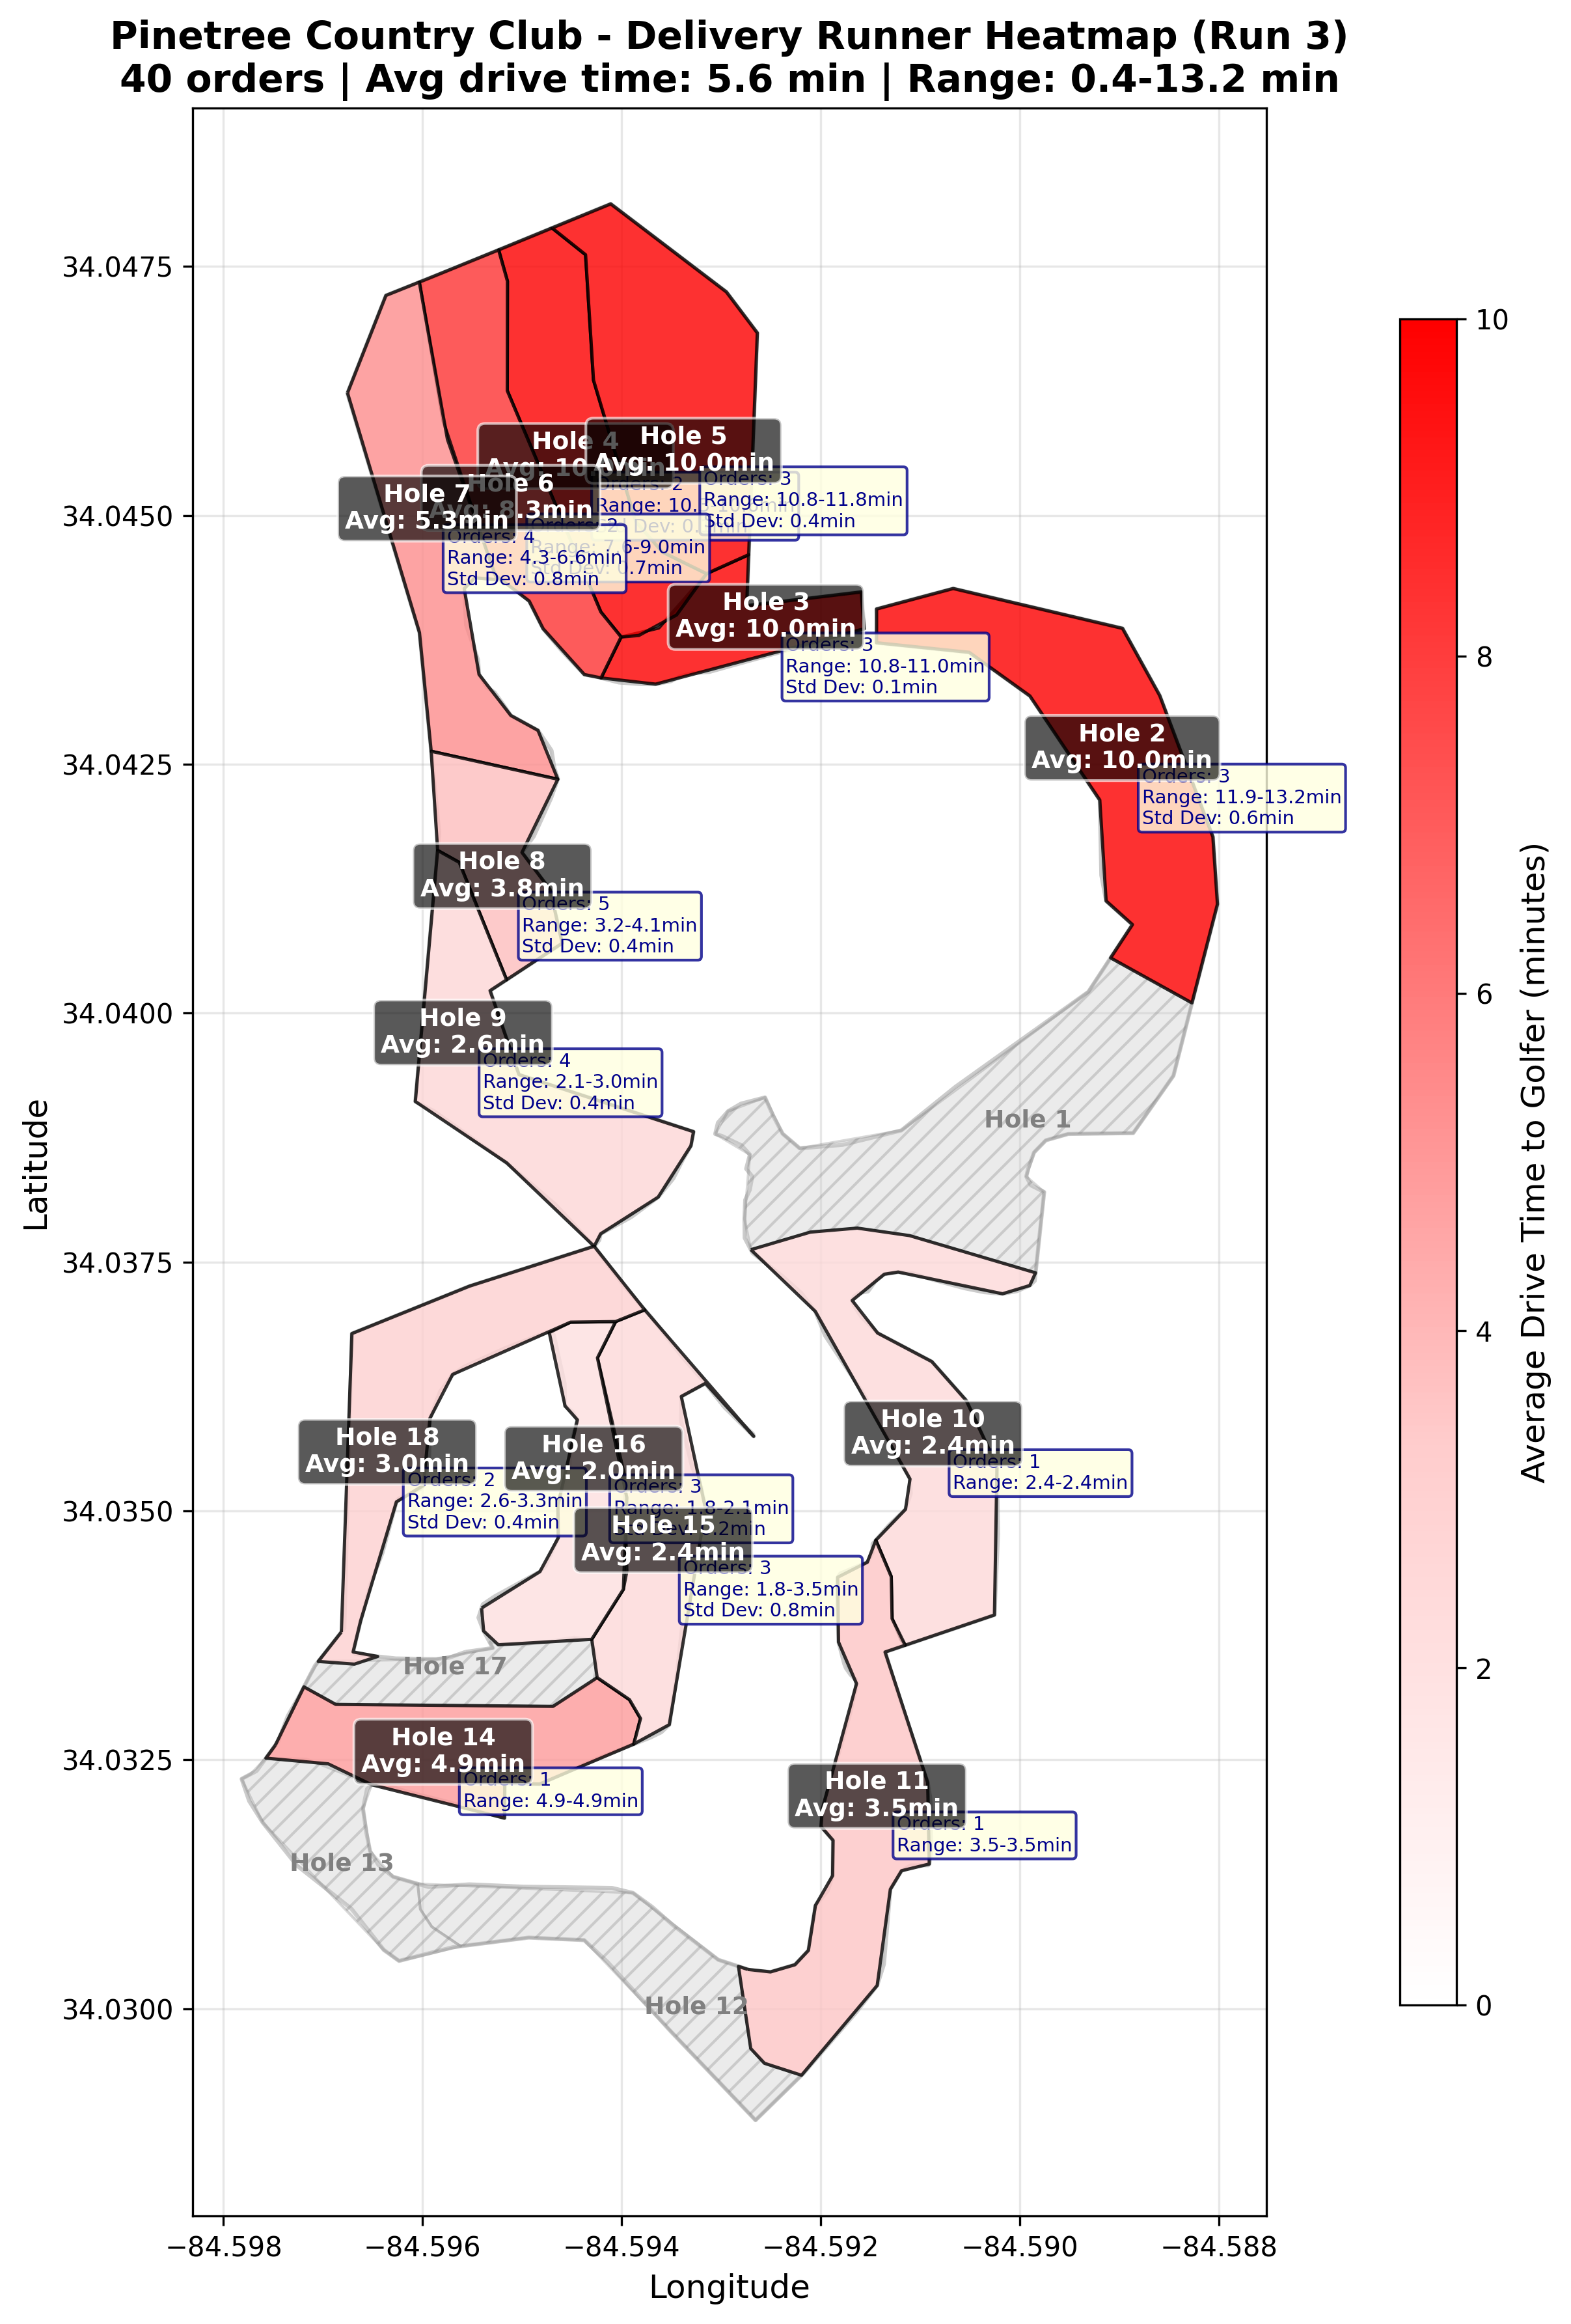 Pinetree Country Club - Delivery Runner Heatmap (Run 3)
40 orders | Avg drive time: 5.6 min | Range: 0.4-13.2 min
34.0475
34.0450
34.0425
34.0400
34.0375
34.0350
34.0325
34.0300
Latitude
−84.598
−84.596
−84.594
−84.592
−84.590
−84.588
Longitude
10
8
6
4
2
0
Average Drive Time to Golfer (minutes)
Hole 4
Avg: 10.
Orders: 2
Range: 10.
Hole 5
Avg: 10.0min
Orders: 3
Range: 10.8-11.8min
Std Dev: 0.4min
Hole 6
Avg: 8.3min
Orders: 2
Range: 7.6-9.0min
Std Dev: 0.7min
Hole 7
Avg: 5.3min
Orders: 4
Range: 4.3-6.6min
Std Dev: 0.8min
Hole 3
Avg: 10.0min
Orders: 3
Range: 10.8-11.0min
Std Dev: 0.1min
Hole 2
Avg: 10.0min
Orders: 3
Range: 11.9-13.2min
Std Dev: 0.6min
Hole 8
Avg: 3.8min
Orders: 5
Range: 3.2-4.1min
Std Dev: 0.4min
Hole 9
Avg: 2.6min
Orders: 4
Range: 2.1-3.0min
Std Dev: 0.4min
Hole 1
Hole 10
Avg: 2.4min
Orders: 1
Range: 2.4-2.4min
Hole 18
Avg: 3.0min
Orders: 2
Range: 2.6-3.3min
Std Dev: 0.4min
Hole 16
Avg: 2.0min
Orders: 3
Range: 1.8-2.1min
Std Dev: 0.2min
Hole 15
Avg: 2.4min
Orders: 3
Range: 1.8-3.5min
Std Dev: 0.8min
Hole 17
Hole 14
Avg: 4.9min
Orders: 1
Range: 4.9-4.9min
Hole 11
Avg: 3.5min
Orders: 1
Range: 3.5-3.5min
Hole 13
Hole 12